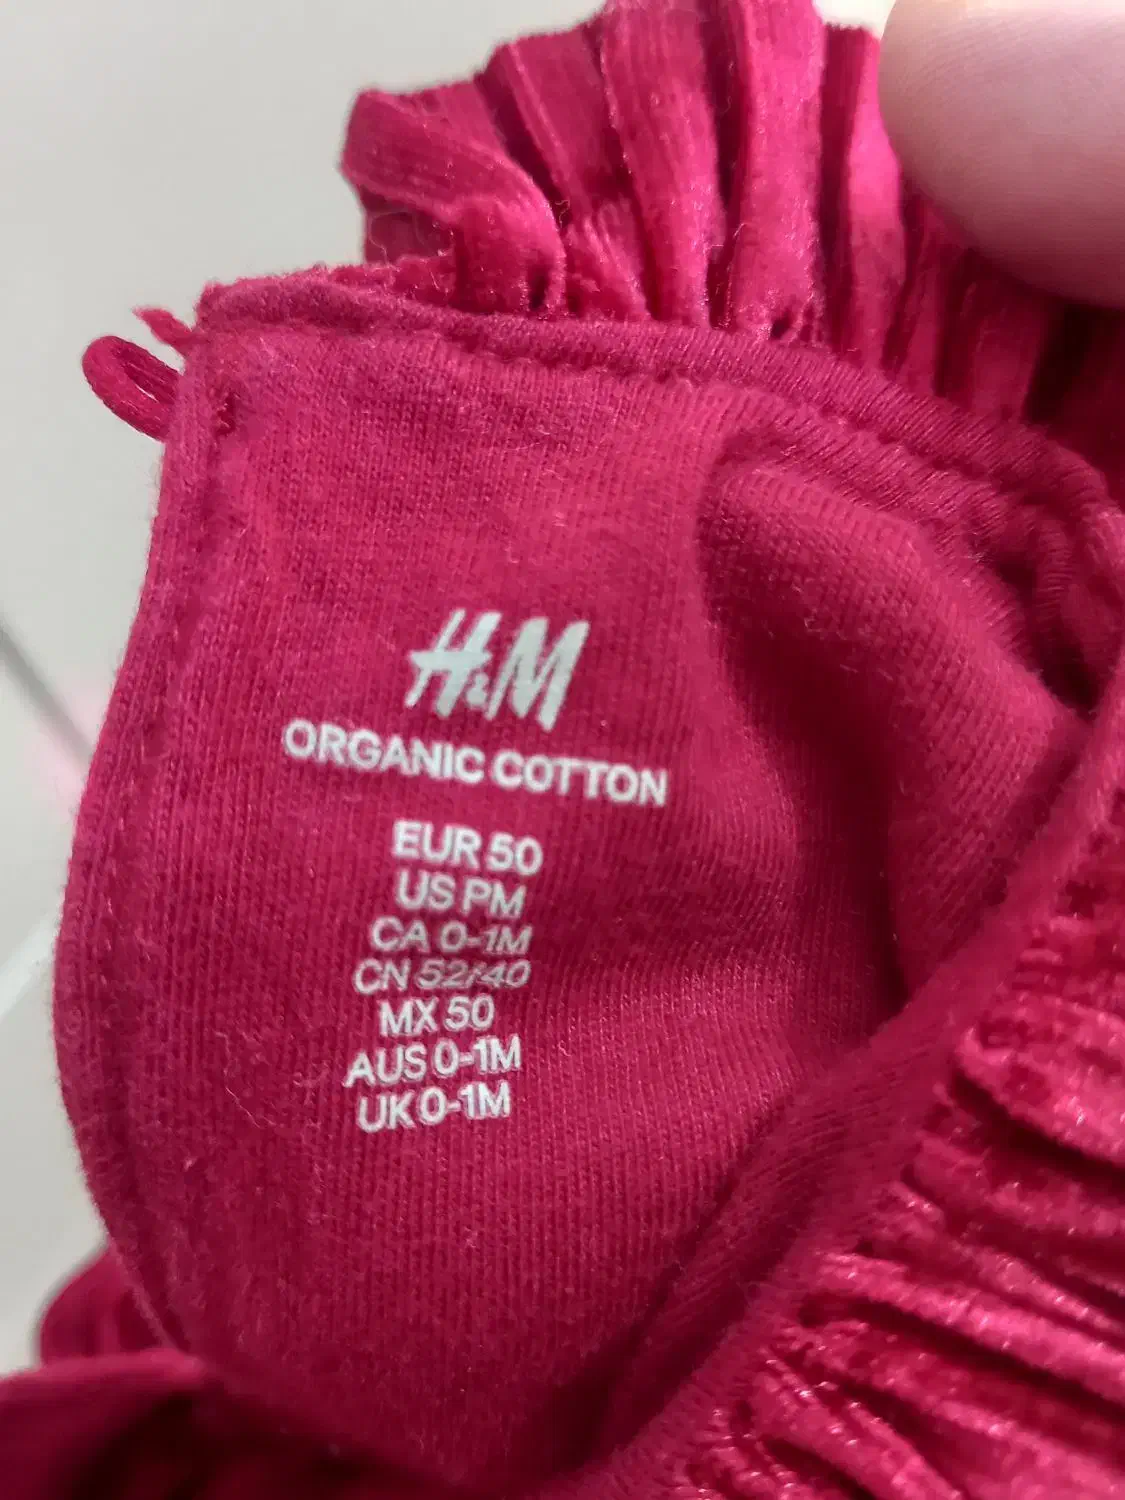 H&M
ORGANIC COTTON
EUR 50
US PM
CA 0-1M
CN 52/40
MX 50
AUS 0-1M
UK 0-1M